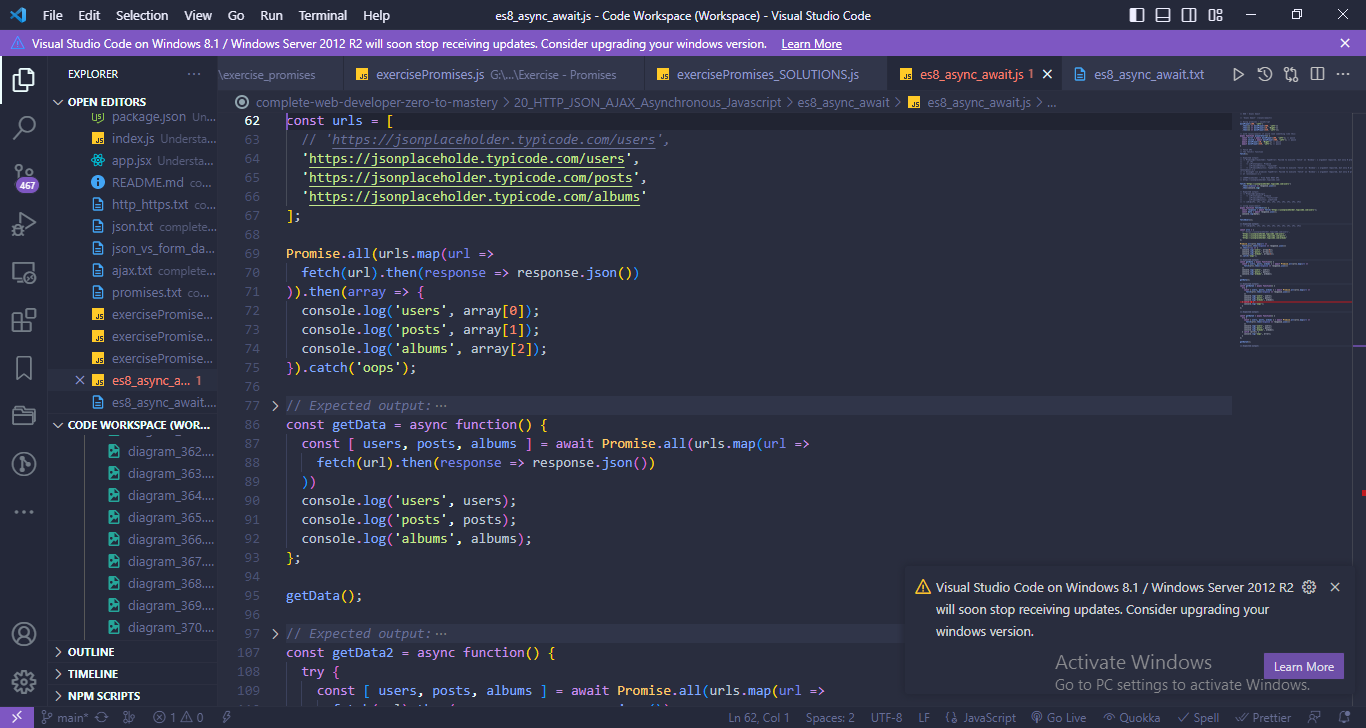 File Edit Selection View Go Run Terminal Help
es8_async_await.js - Code Workspace (Workspace) - Visual Studio Code
Visual Studio Code on Windows 8.1 / Windows Server 2012 R2 will soon stop receiving updates. Consider upgrading your windows version. Learn More
EXPLORER
\exercise_promises
JS exercisePromises.js G:\...\Exercise - Promises
JS exercisePromises_SOLUTIONS.js
JS es8_async_await.js 1
es8_async_await.txt
OPEN EDITORS
package.json Un...
JS index.js Understa...
app.jsx Understa...
README.md co...
http_https.txt co...
json.txt complete...
json_vs_form_da...
ajax.txt complete...
promises.txt co...
JS exercisePromise...
JS exercisePromise...
JS exercisePromise...
JS es8_async_a... 1
es8_async_await....
467
CODE WORKSPACE (WOR...
diagram_362....
diagram_363....
diagram_364....
diagram_365....
diagram_366....
diagram_367....
diagram_368....
diagram_369....
diagram_370....
OUTLINE
TIMELINE
NPM SCRIPTS
complete-web-developer-zero-to-mastery > 20_HTTP_JSON_AJAX_Asynchronous_Javascript > es8_async_await > JS es8_async_await.js > ...
62 const urls = [
63 // 'https://jsonplaceholder.typicode.com/users',
64 'https://jsonplaceholde.typicode.com/users',
65 'https://jsonplaceholder.typicode.com/posts',
66 'https://jsonplaceholder.typicode.com/albums'
67 ];
68
69 Promise.all(urls.map(url =>
70 fetch(url).then(response => response.json())
71 )).then(array => {
72 console.log('users', array[0]);
73 console.log('posts', array[1]);
74 console.log('albums', array[2]);
75 }).catch('oops');
76
77 // Expected output: ...
86 const getData = async function() {
87 const [ users, posts, albums ] = await Promise.all(urls.map(url =>
88 fetch(url).then(response => response.json())
89 ))
90 console.log('users', users);
91 console.log('posts', posts);
92 console.log('albums', albums);
93 };
94
95 getData();
96
97 // Expected output: ...
107 const getData2 = async function() {
108 try {
109 const [ users, posts, albums ] = await Promise.all(urls.map(url =>
Visual Studio Code on Windows 8.1 / Windows Server 2012 R2
will soon stop receiving updates. Consider upgrading your
windows version.
Learn More
Activate Windows
Go to PC settings to activate Windows.
main* 1 0 Ln 62, Col 1 Spaces: 2 UTF-8 LF {} JavaScript Go Live Quokka Spell Prettier